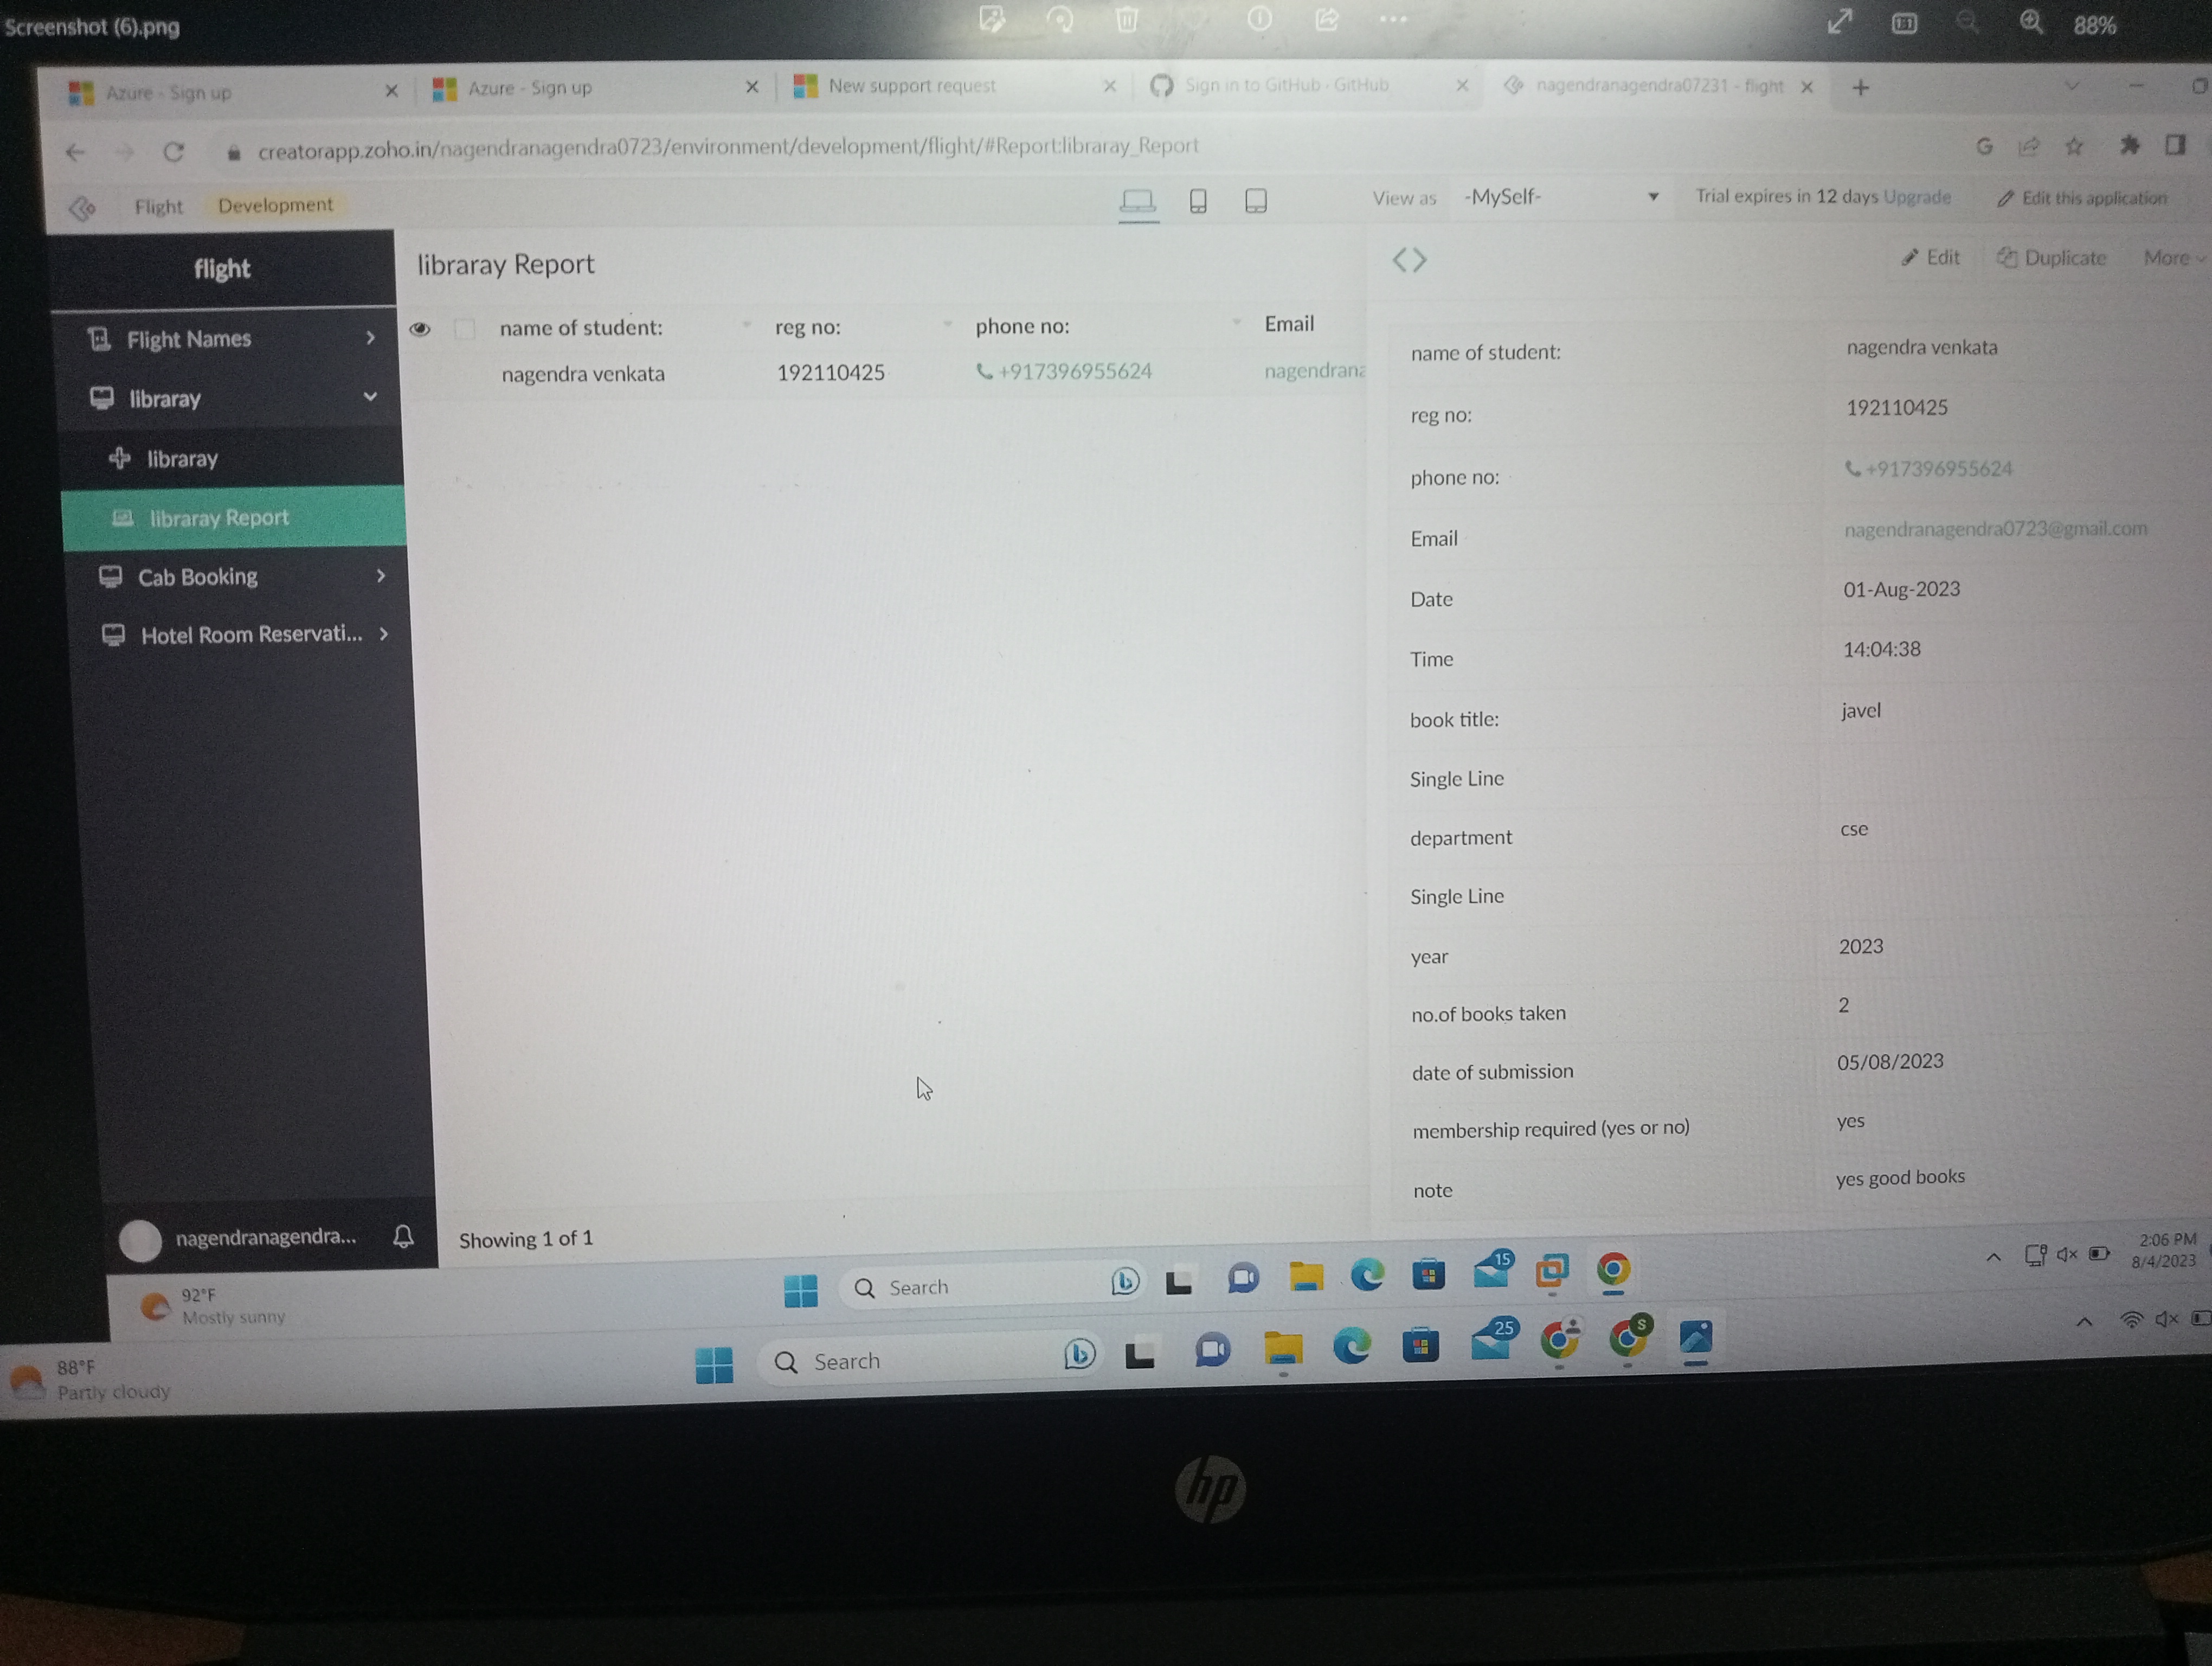 Screenshot (6).png
88%
Azure - Sign up
Azure - Sign up
New support request
Sign in to GitHub · GitHub
nagendranagendra07231 - flight
creatorapp.zoho.in/nagendranagendra0723/environment/development/flight/#Report:libraray_Report
Flight Development
View as -MySelf-
Trial expires in 12 days Upgrade
Edit this application
flight
Flight Names
libraray
libraray
libraray Report
Cab Booking
Hotel Room Reservati...
nagendranagendra...
libraray Report
name of student: reg no: phone no: Email
nagendra venkata 192110425 +917396955624 nagendrana
Showing 1 of 1
Edit Duplicate More
name of student: nagendra venkata
reg no: 192110425
phone no: +917396955624
Email nagendranagendra0723@gmail.com
Date 01-Aug-2023
Time 14:04:38
book title: javel
Single Line
department cse
Single Line
year 2023
no.of books taken 2
date of submission 05/08/2023
membership required (yes or no) yes
note yes good books
92°F
Mostly sunny
Search
15
2:06 PM
8/4/2023
88°F
Partly cloudy
Search
25
S
hp